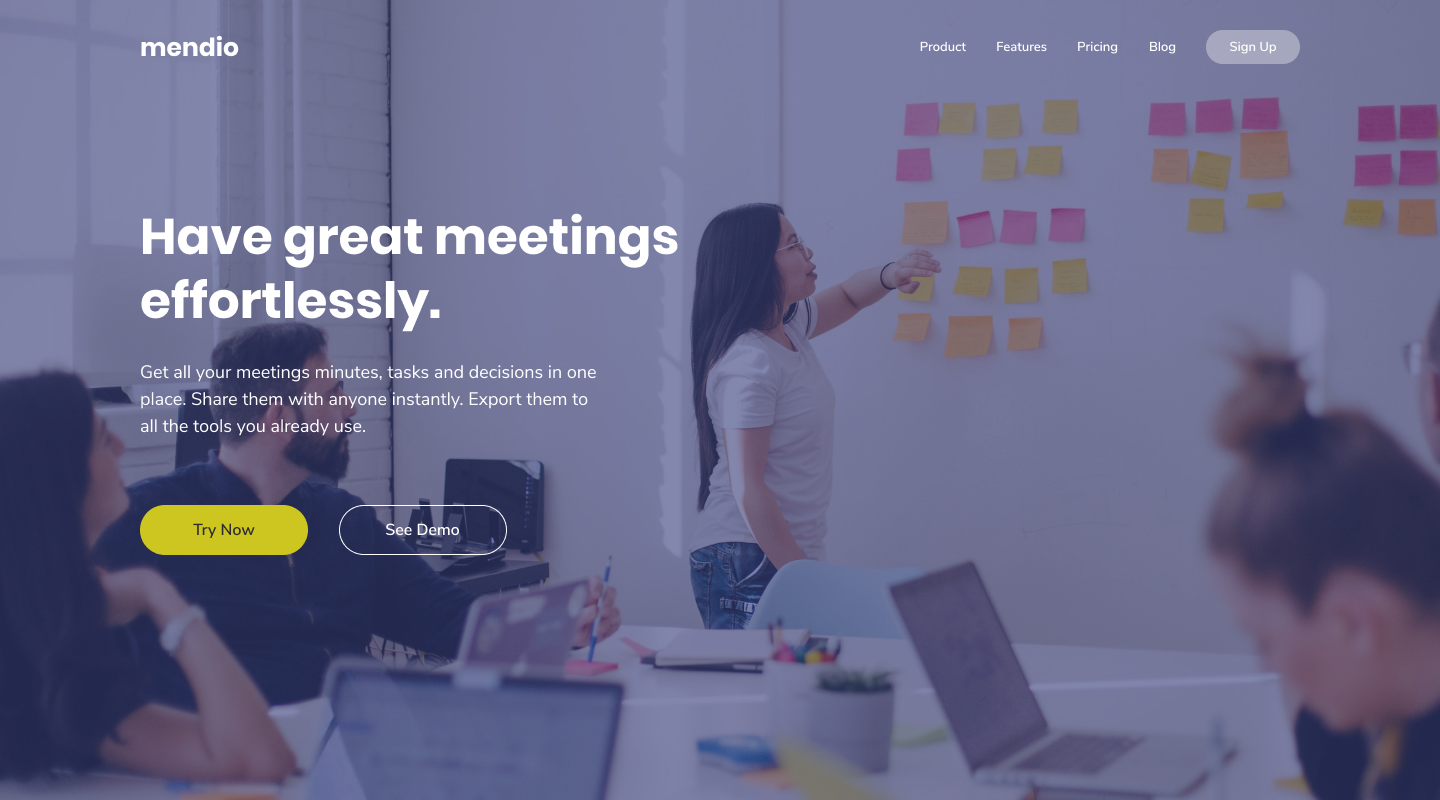 mendio
Product Features Pricing Blog Sign Up
Have great meetings
effortlessly.
Get all your meetings minutes, tasks and decisions in one
place. Share them with anyone instantly. Export them to
all the tools you already use.
Try Now See Demo